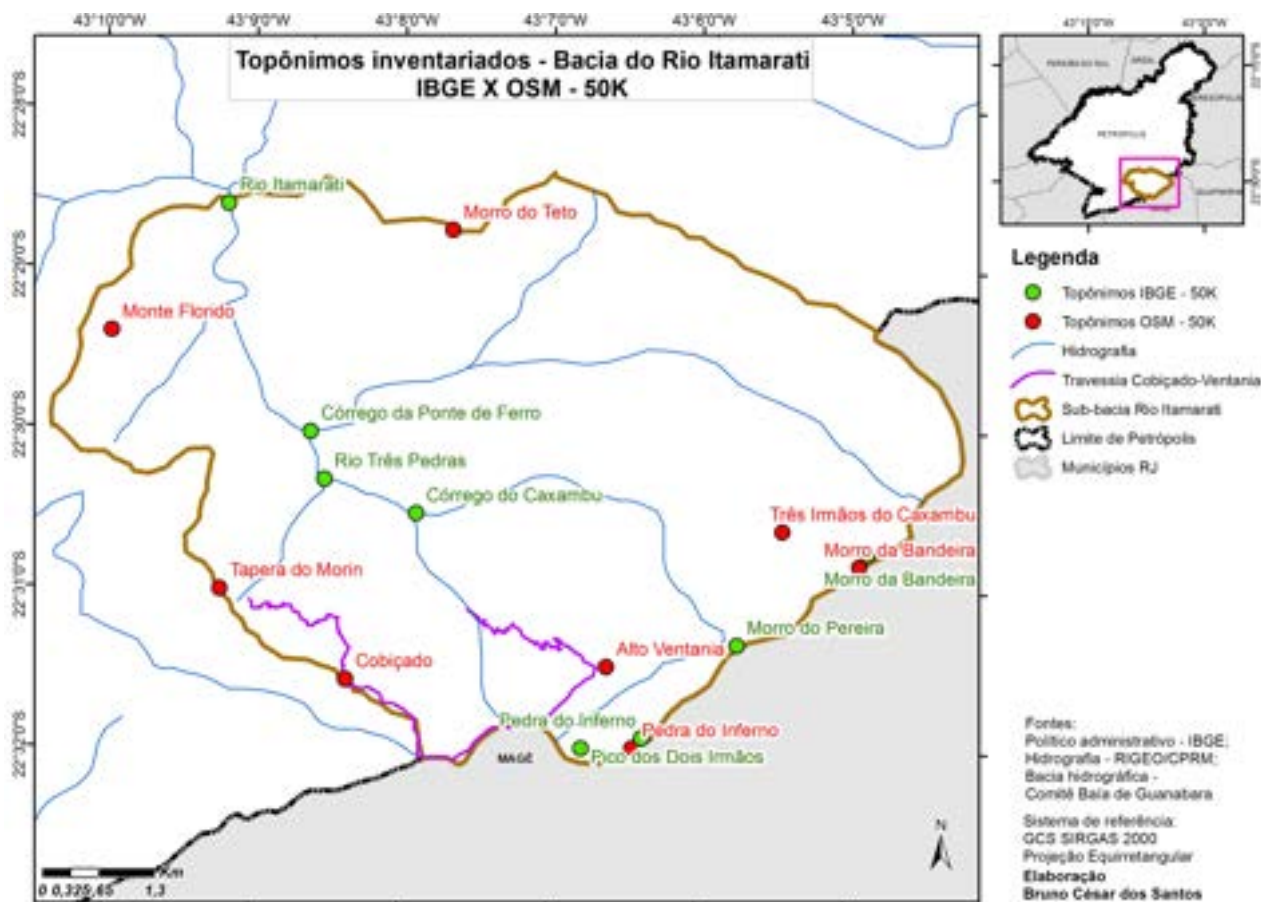 43°10'0"W
43°9'0"W
43°8'0"W
43°7'0"W
43°6'0"W
43°5'0"W
Topônimos inventariados - Bacia do Rio Itamarati
IBGE X OSM - 50K
22°28'0"S
22°29'0"S
22°30'0"S
22°31'0"S
22°32'0"S
Rio Itamarati
Morro do Teto
Monte Florido
Córrego da Ponte de Ferro
Rio Três Pedras
Córrego do Caxambu
Três Irmãos do Caxambu
Morro da Bandeira
Morro da Bandeira
Tapera do Morin
Morro do Pereira
Alto Ventania
Cobiçado
Pedra do Inferno
Pedra do Inferno
Pico dos Dois Irmãos
MAGÉ
N
Km
0 0,325,65 1,3
PETRÓPOLIS
AREAL
Legenda
Topônimos IBGE - 50K
Topônimos OSM - 50K
Hidrografia
Travessia Cobiçado-Ventania
Sub-bacia Rio Itamarati
Limite de Petrópolis
Municípios RJ
Fontes:
Político administrativo - IBGE;
Hidrografia - RIGEO/CPRM;
Bacia hidrográfica -
Comitê Baía de Guanabara
Sistema de referência:
GCS SIRGAS 2000
Projeção Equirretangular
Elaboração
Bruno César dos Santos